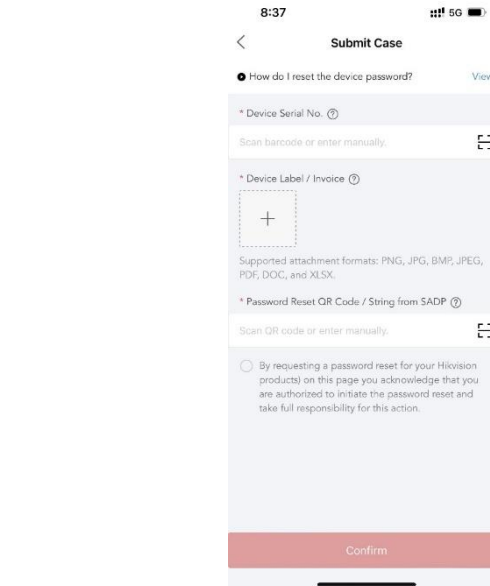 8:37
5G
Submit Case
How do I reset the device password? View
* Device Serial No. ?
Scan barcode or enter manually.
* Device Label / Invoice ?
+
Supported attachment formats: PNG, JPG, BMP, JPEG,
PDF, DOC, and XLSX.
* Password Reset QR Code / String from SADP ?
Scan QR code or enter manually.
By requesting a password reset for your Hikvision
products) on this page you acknowledge that you
are authorized to initiate the password reset and
take full responsibility for this action.
Confirm